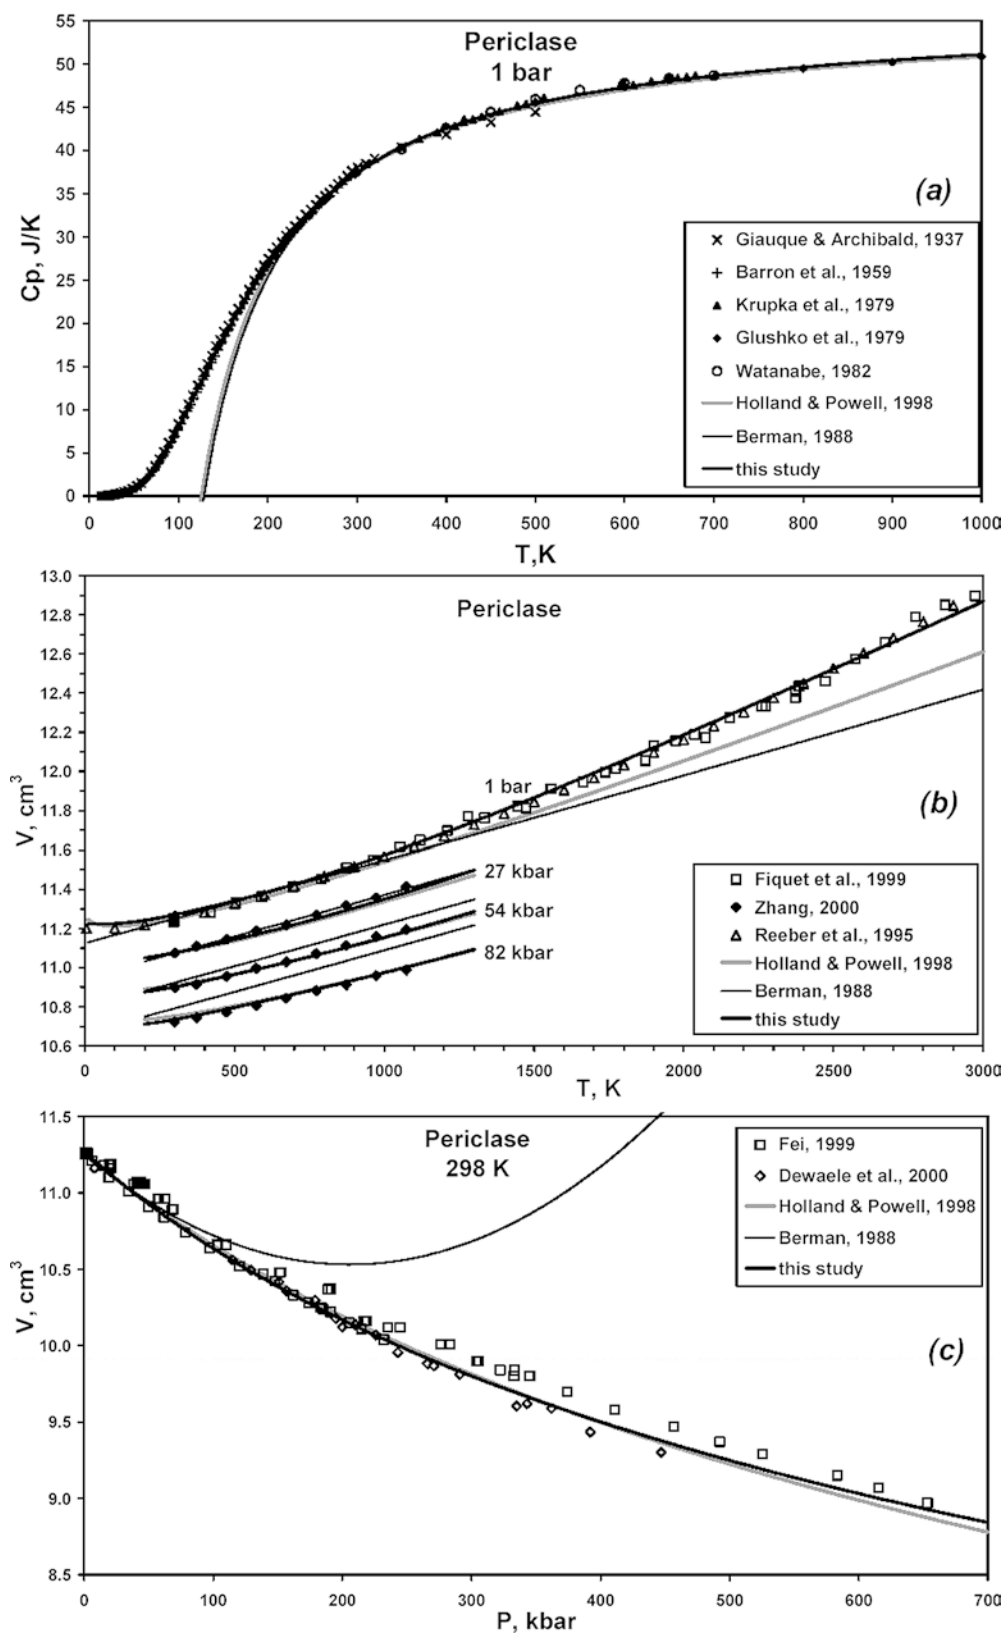 55
50
45
40
35
30
25
20
15
10
5
0
Cp, J/K
Periclase
1 bar
(a)
Giauque & Archibald, 1937
Barron et al., 1959
Krupka et al., 1979
Glushko et al., 1979
Watanabe, 1982
Holland & Powell, 1998
Berman, 1988
this study
0 100 200 300 400 500 600 700 800 900 1000
T,K
13.0
12.8
12.6
12.4
12.2
12.0
11.8
11.6
11.4
11.2
11.0
10.8
10.6
V, cm³
Periclase
1 bar
27 kbar
54 kbar
82 kbar
(b)
Fiquet et al., 1999
Zhang, 2000
Reeber et al., 1995
Holland & Powell, 1998
Berman, 1988
this study
0 500 1000 1500 2000 2500 3000
T, K
11.5
11.0
10.5
10.0
9.5
9.0
8.5
V, cm³
Periclase
298 K
Fei, 1999
Dewaele et al., 2000
Holland & Powell, 1998
Berman, 1988
this study
(c)
0 100 200 300 400 500 600 700
P, kbar